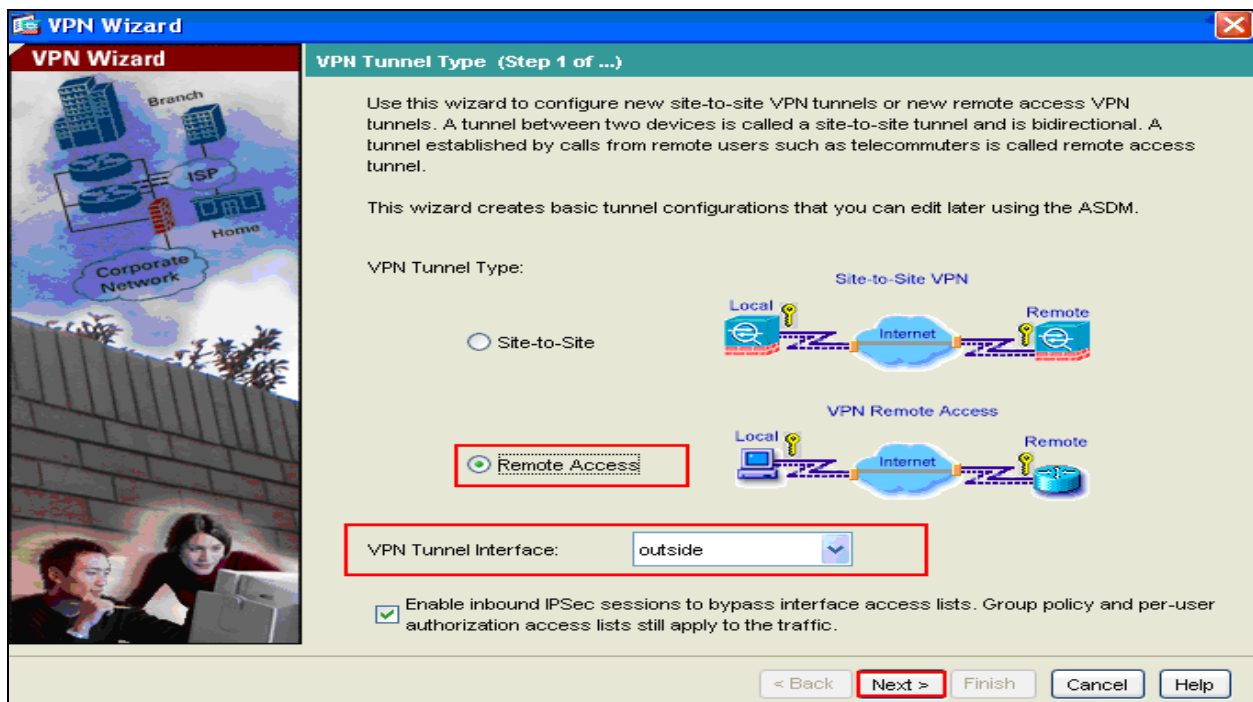 VPN Wizard
VPN Wizard
Branch
ISP
Home
Corporate
Network
VPN Tunnel Type (Step 1 of ...)
Use this wizard to configure new site-to-site VPN tunnels or new remote access VPN
tunnels. A tunnel between two devices is called a site-to-site tunnel and is bidirectional. A
tunnel established by calls from remote users such as telecommuters is called remote access
tunnel.
This wizard creates basic tunnel configurations that you can edit later using the ASDM.
VPN Tunnel Type:
Site-to-Site VPN
Local
Remote
Internet
Site-to-Site
VPN Remote Access
Local
Remote
Internet
Remote Access
VPN Tunnel Interface:
outside
Enable inbound IPSec sessions to bypass interface access lists. Group policy and per-user
authorization access lists still apply to the traffic.
< Back
Next >
Finish
Cancel
Help